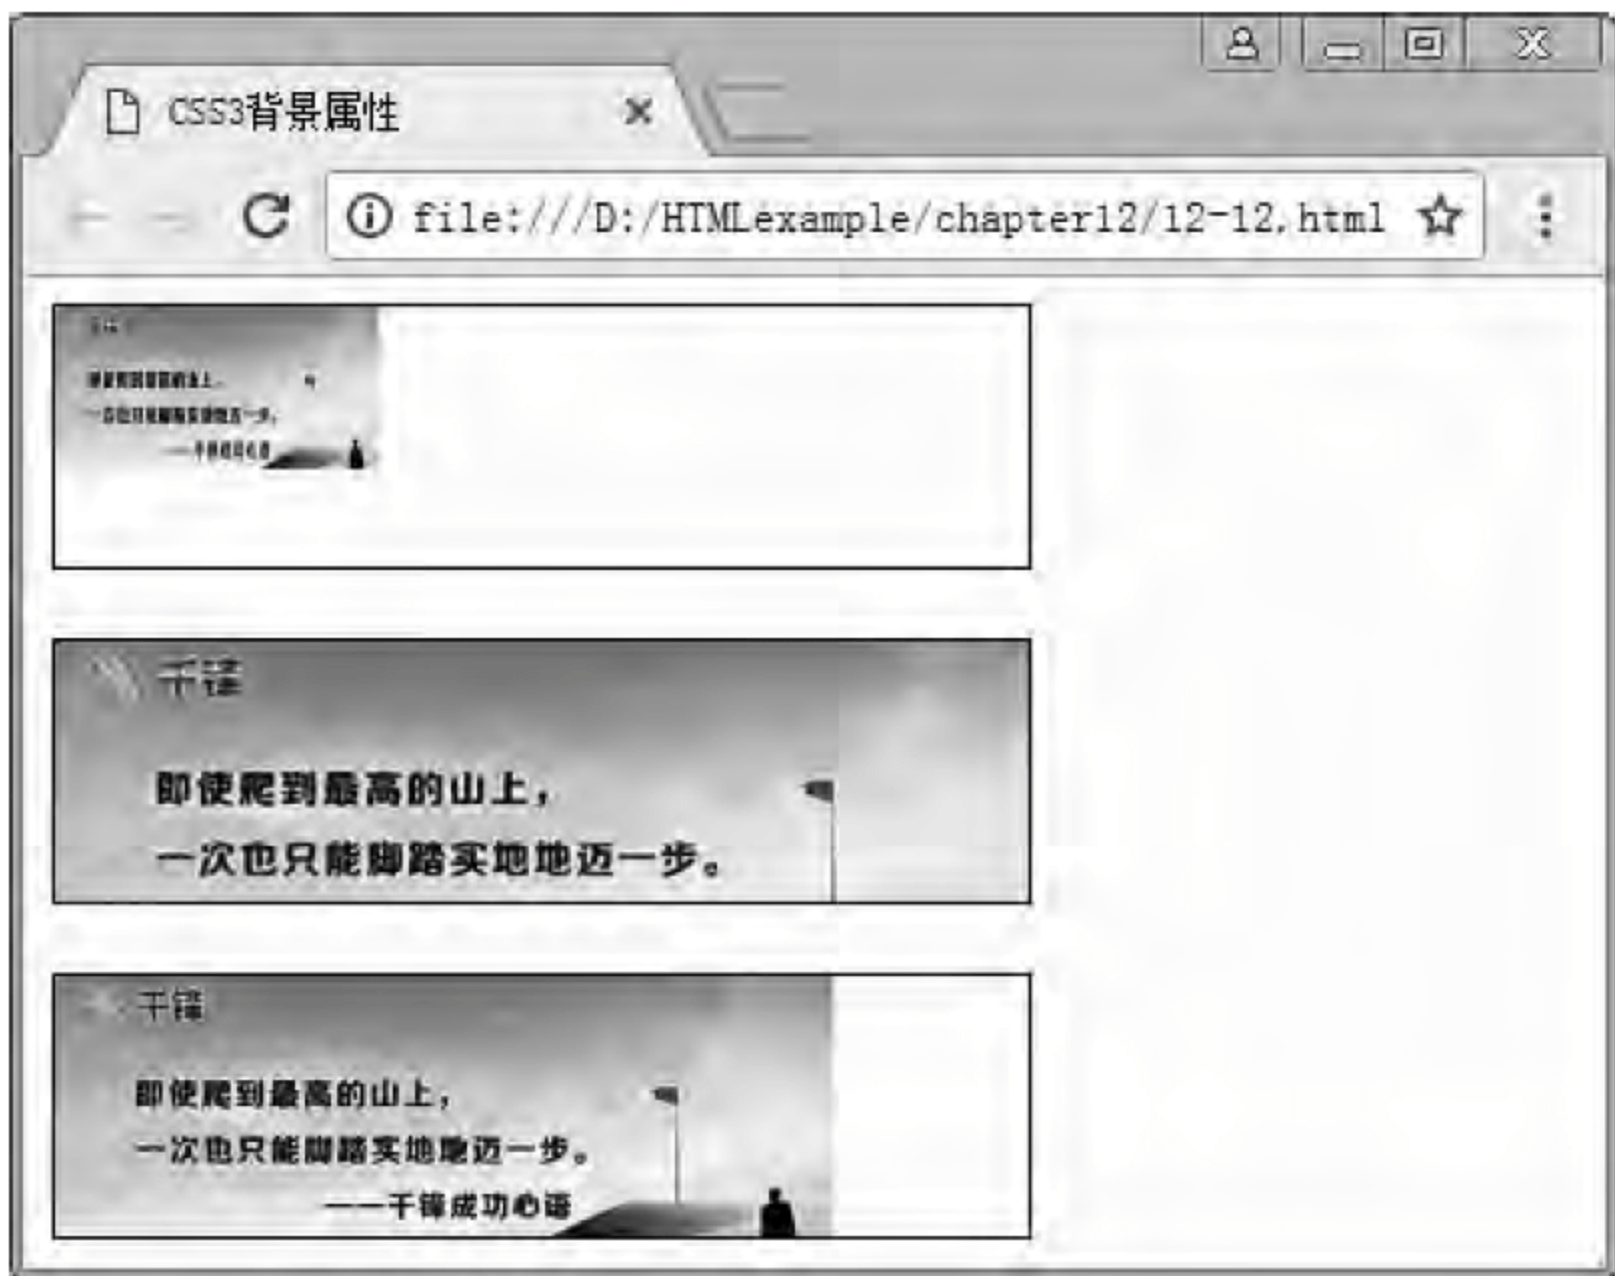 CSS3背景属性
file:///D:/HTMLexample/chapter12/12-12.html
千锋
即使爬到最高的山上，
一次也只能脚踏实地地迈一步。
千锋
即使爬到最高的山上，
一次也只能脚踏实地地迈一步。
——千锋成功心语